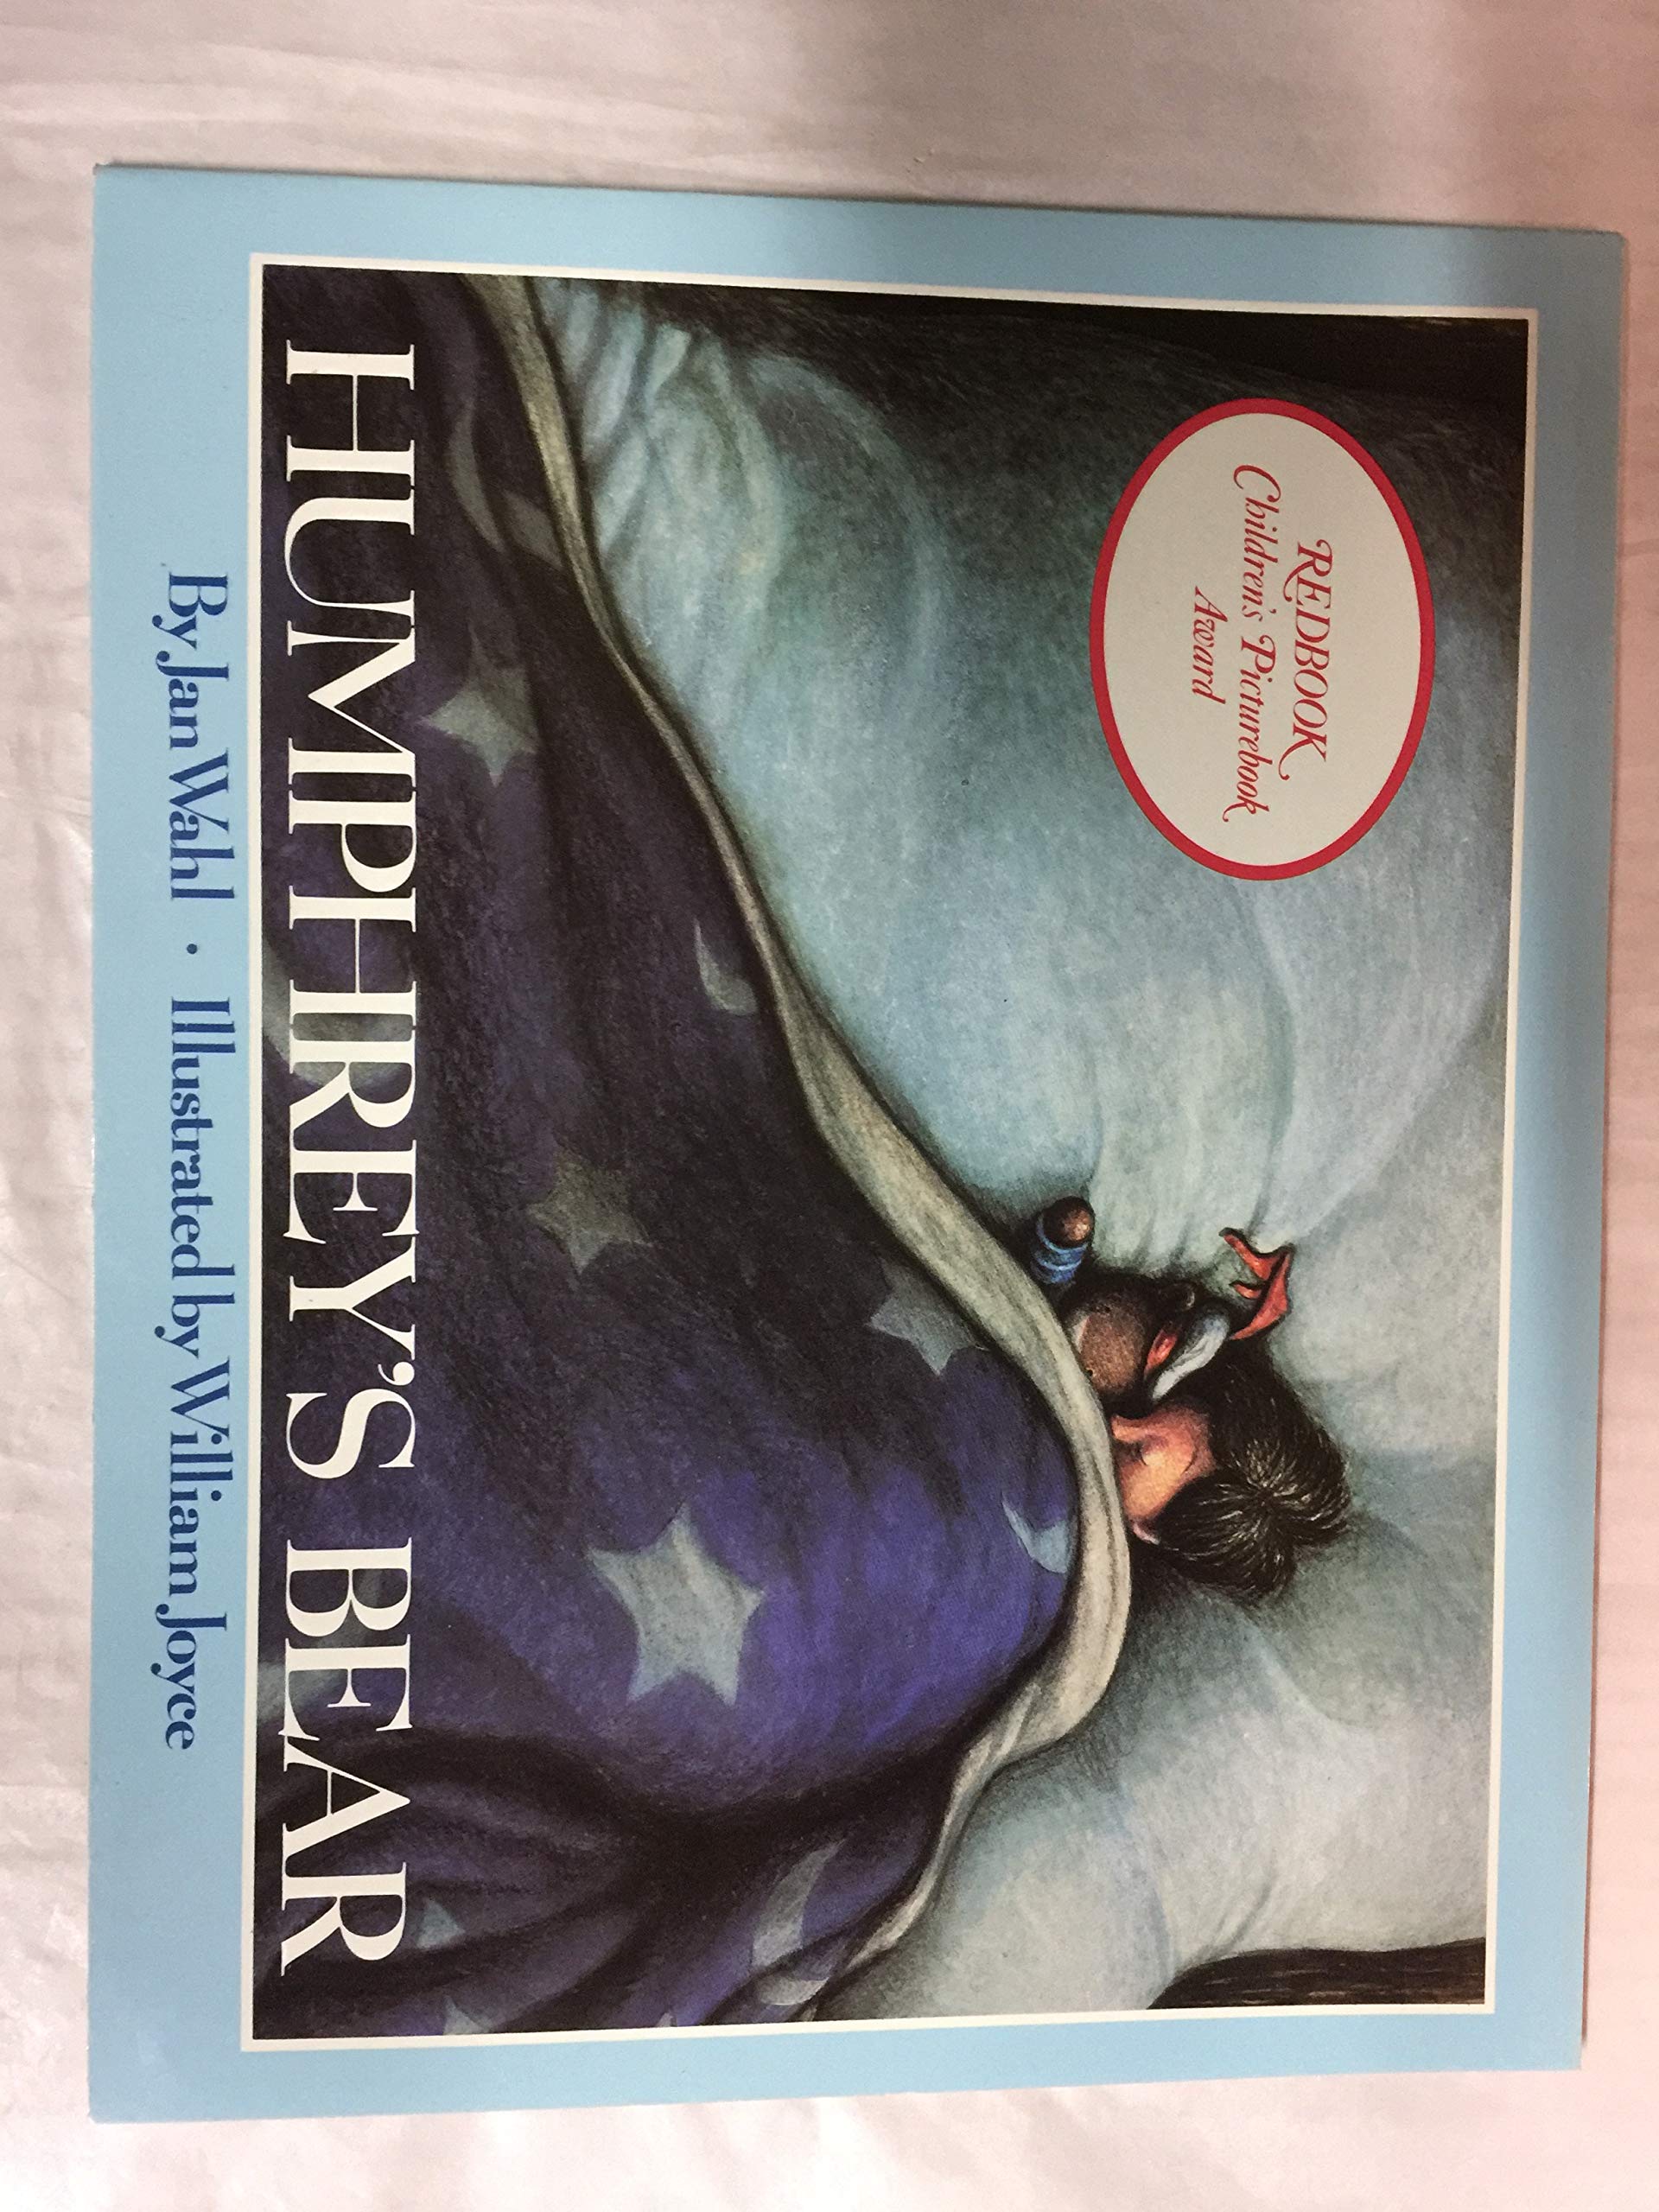 REDBOOK
Children's Picturebook
Award
HUMPHREY'S BEAR
By Jan Wahl · Illustrated by William Joyce